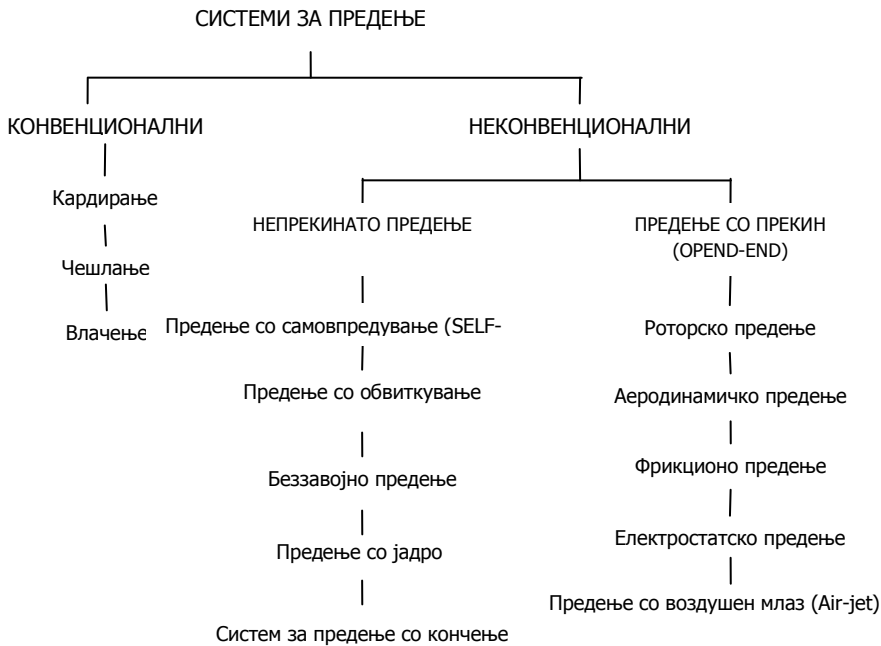 СИСТЕМИ ЗА ПРЕДЕЊЕ
КОНВЕНЦИОНАЛНИ
Кардирање
Чешлање
Влачење
НЕКОНВЕНЦИОНАЛНИ
НЕПРЕКИНАТО ПРЕДЕЊЕ
Предење со самовпредување (SELF-
Предење со обвиткување
Беззавојно предење
Предење со јадро
Систем за предење со кончење
ПРЕДЕЊЕ СО ПРЕКИН
(OPEND-END)
Роторско предење
Аеродинамичко предење
Фрикционо предење
Електростатско предење
Предење со воздушен млаз (Air-jet)